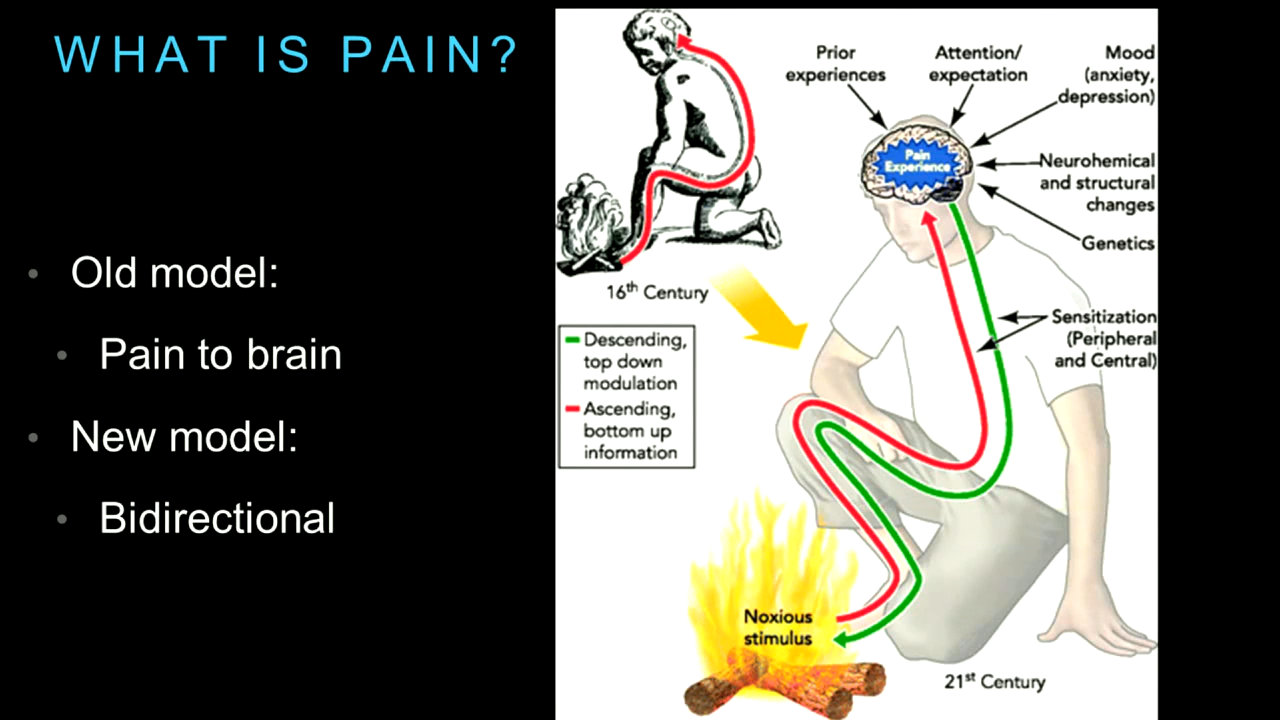 WHAT IS PAIN?
• Old model:
• Pain to brain
• New model:
• Bidirectional
16th Century
Descending,
top down
modulation
Ascending,
bottom up
information
Prior
experiences
Attention/
expectation
Mood
(anxiety,
depression)
Pain
Experience
Neurohemical
and structural
changes
Genetics
Sensitization
(Peripheral
and Central)
Noxious
stimulus
21st Century